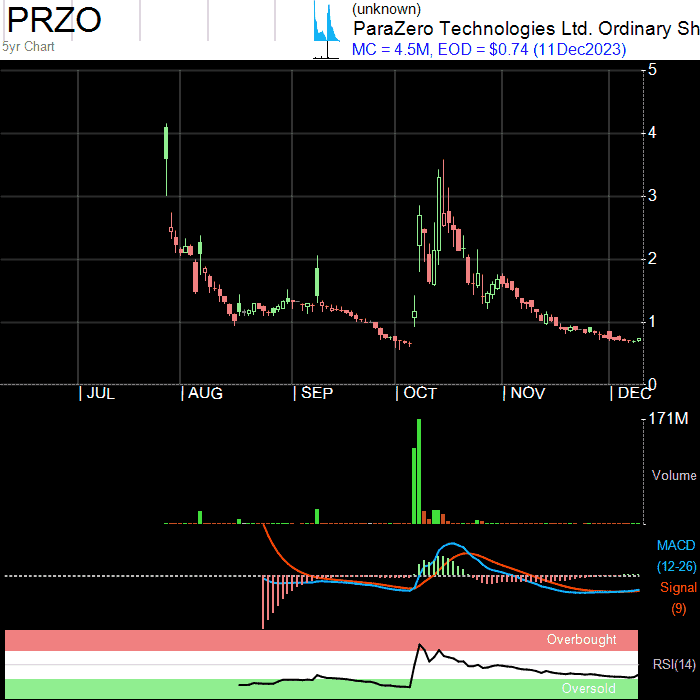 PRZO
(unknown)
ParaZero Technologies Ltd. Ordinary Sh
5yr Chart
MC = 4.5M, EOD = $0.74 (11Dec2023)
5
4
3
2
1
0
| JUL | AUG | SEP | OCT | NOV | DEC
171M
Volume
MACD
(12-26)
Signal
(9)
Overbought
RSI(14)
Oversold